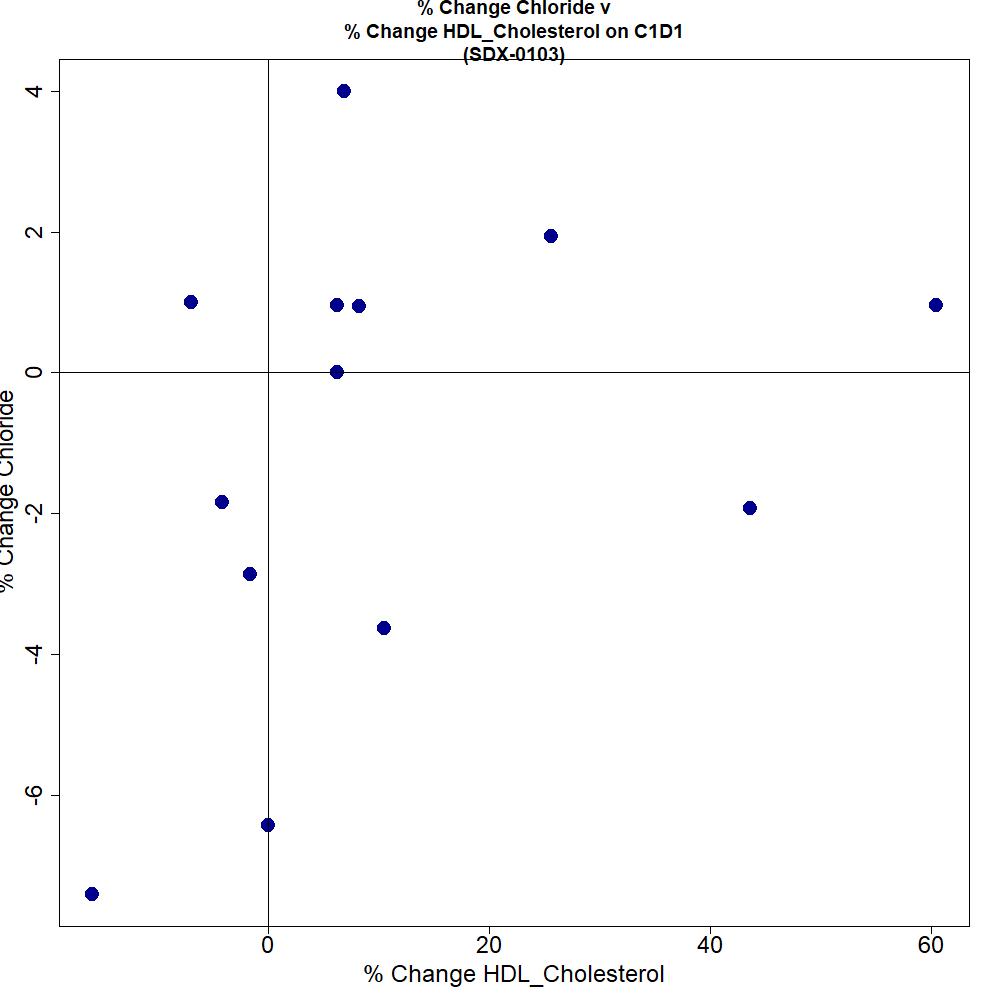 % Change Chloride v
% Change HDL_Cholesterol on C1D1
(SDX-0103)
4
2
0
-2
-4
-6
% Change Chloride
0 20 40 60
% Change HDL_Cholesterol